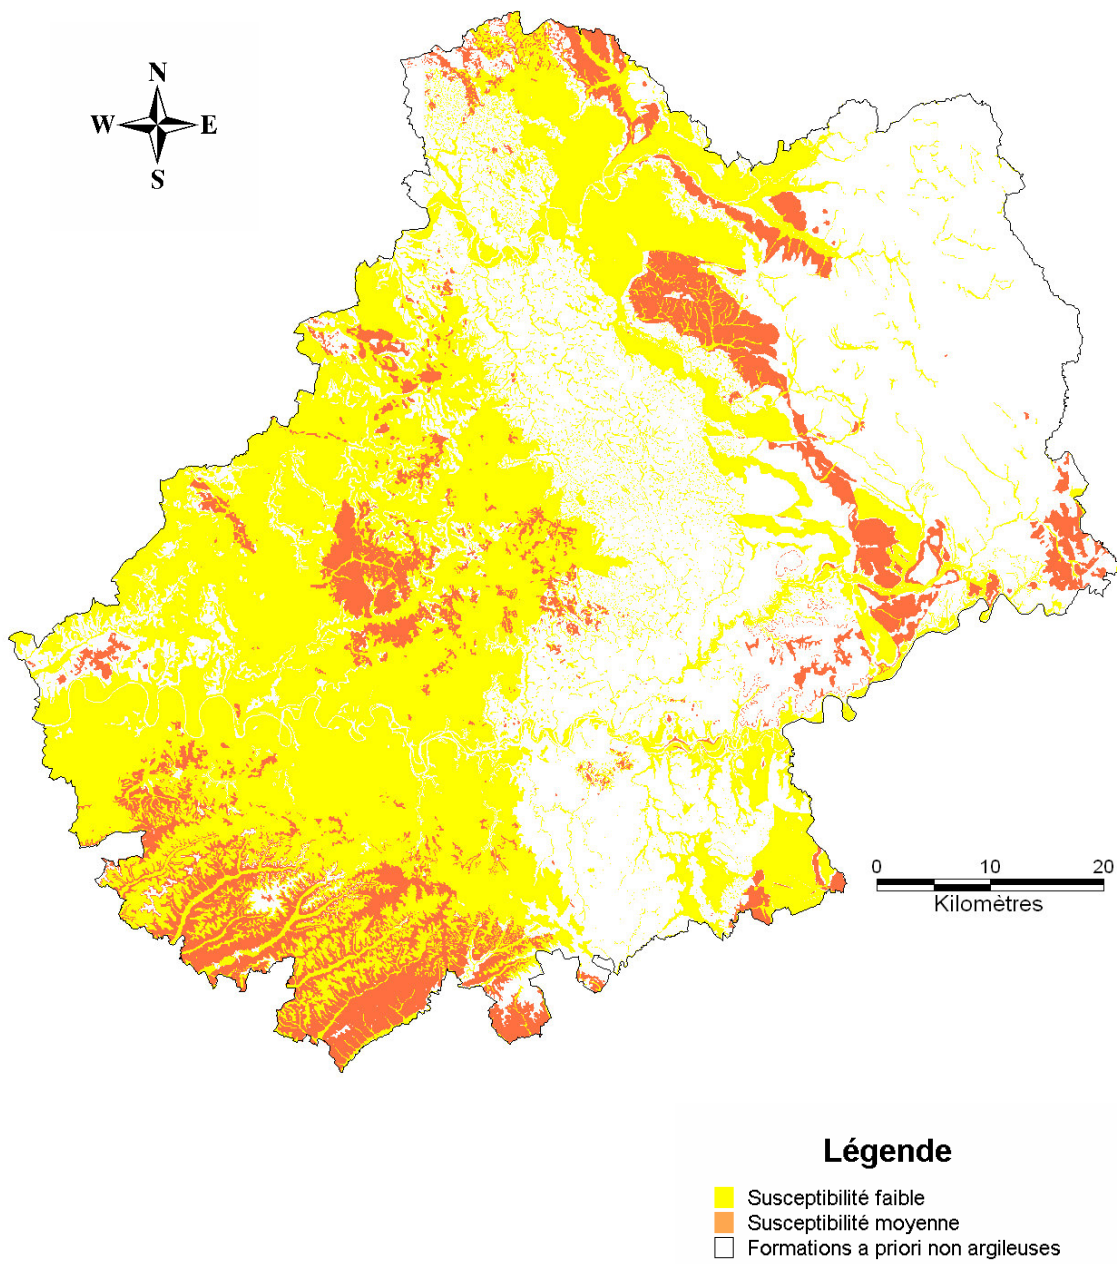 N
W E
S
0 10 20
Kilomètres
Légende
Susceptibilité faible
Susceptibilité moyenne
Formations a priori non argileuses